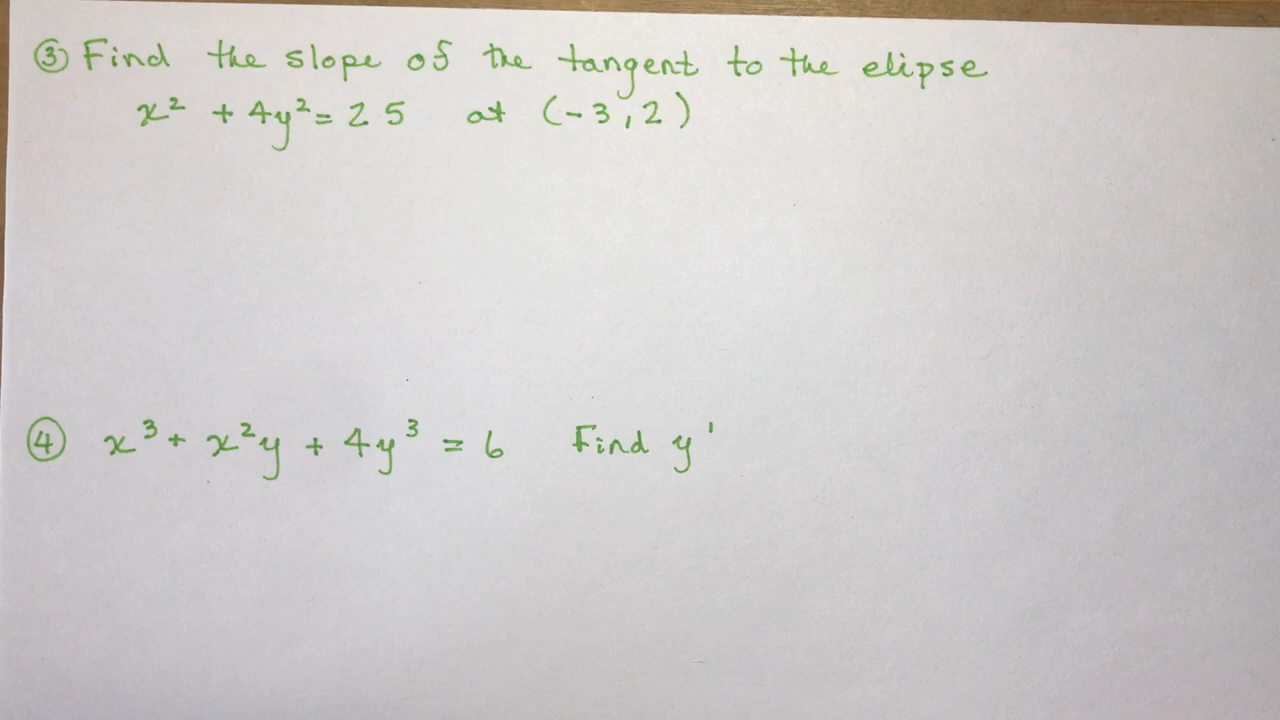 ③ Find the slope of the tangent to the elipse
x² + 4y² = 25 at (-3,2)
④ x³ + x²y + 4y³ = 6 Find y'